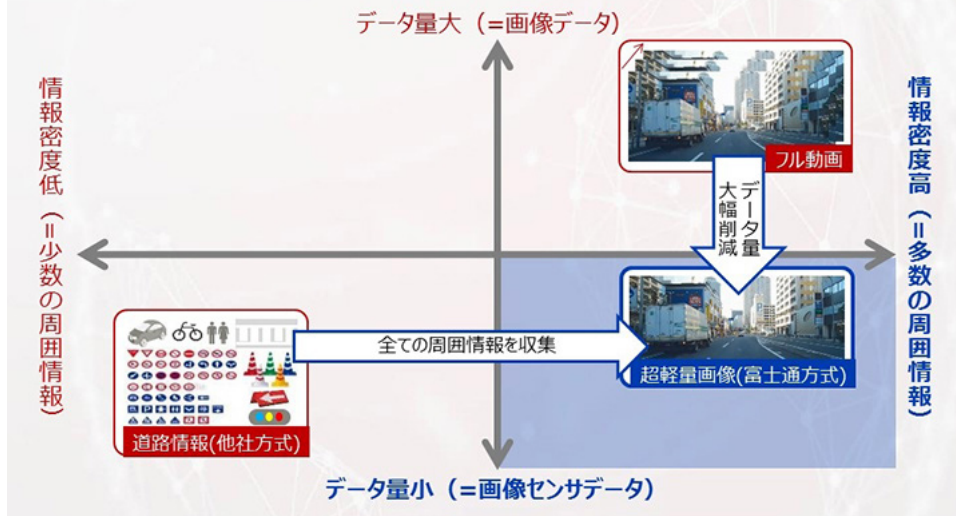 データ量大（=画像データ）
情報密度低（=少数の周囲情報）
情報密度高（=多数の周囲情報）
フル動画
データ量
大幅削減
全ての周囲情報を収集
超軽量画像(富士通方式)
道路情報(他社方式)
データ量小（=画像センサデータ）